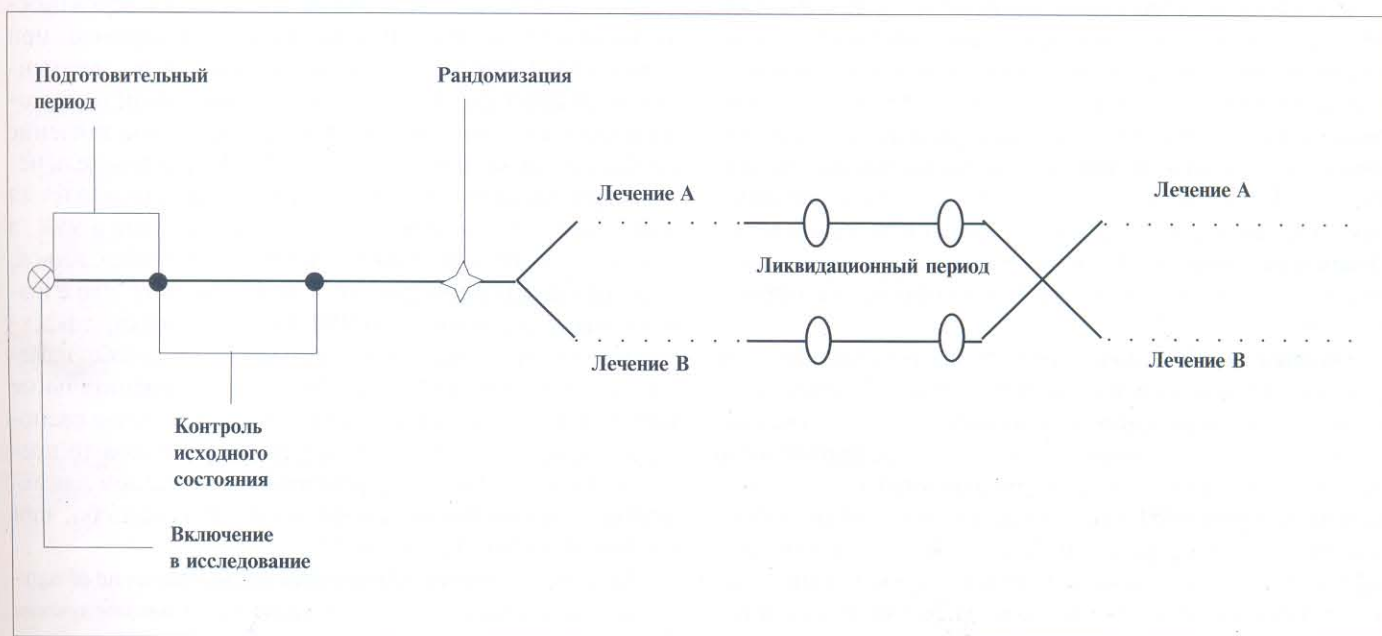 Подготовительный
период
Рандомизация
Лечение A
Лечение A
Ликвидационный период
Лечение B
Лечение B
Контроль
исходного
состояния
Включение
в исследование